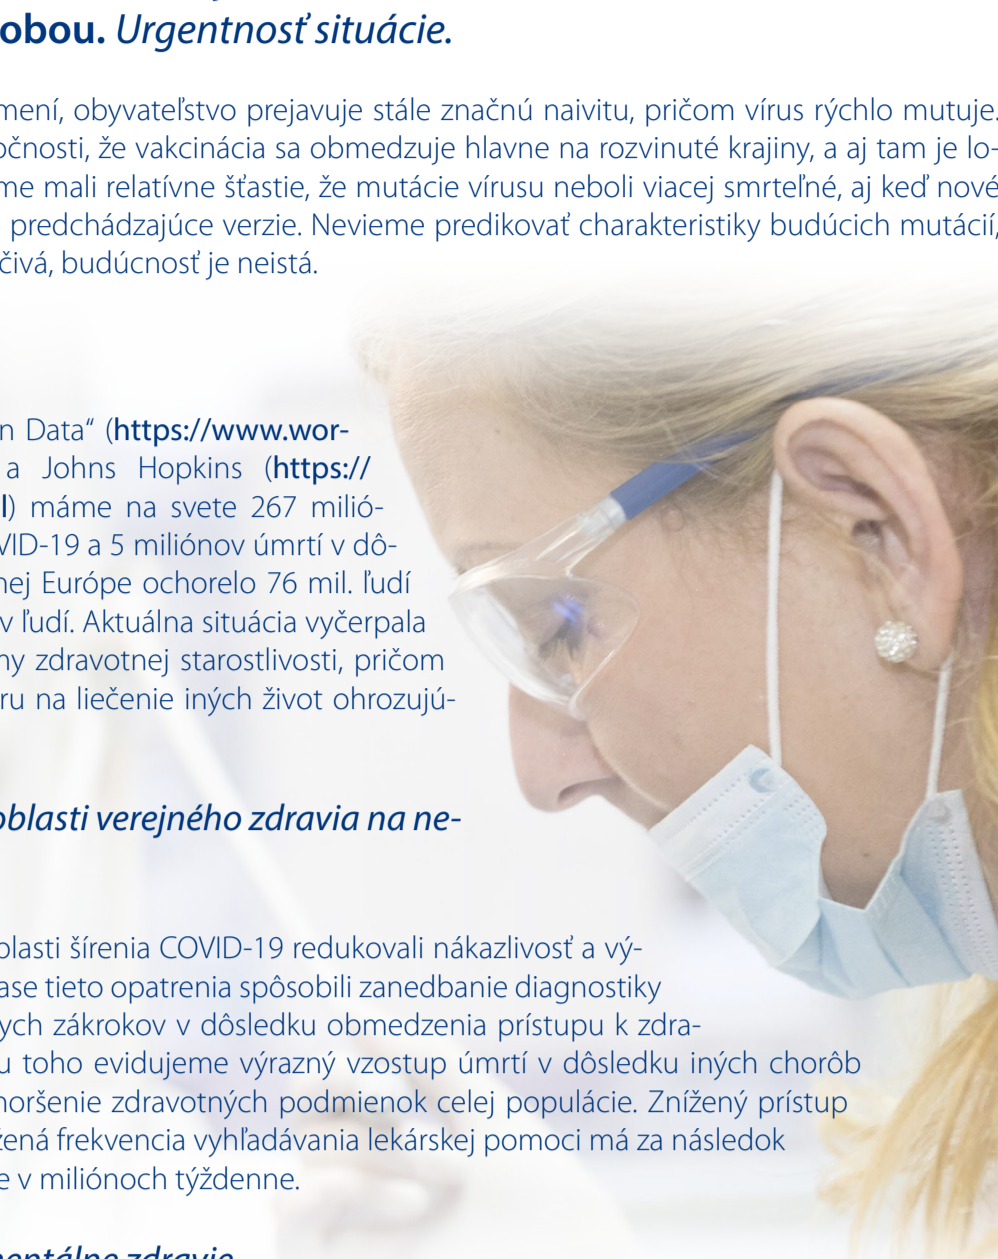 obou. Urgentnosť situácie.
mení, obyvateľstvo prejavuje stále značnú naivitu, pričom vírus rýchlo mutuje.
očnosti, že vakcinácia sa obmedzuje hlavne na rozvinuté krajiny, a aj tam je lo-
me mali relatívne šťastie, že mutácie vírusu neboli viacej smrteľné, aj keď nové
predchádzajúce verzie. Nevieme predikovať charakteristiky budúcich mutácií,
čivá, budúcnosť je neistá.
n Data“ (https://www.wor-
a Johns Hopkins (https://
l) máme na svete 267 milió-
VID-19 a 5 miliónov úmrtí v dô-
nej Európe ochorelo 76 mil. ľudí
v ľudí. Aktuálna situácia vyčerpala
my zdravotnej starostlivosti, pričom
ru na liečenie iných život ohrozujú-
oblasti verejného zdravia na ne-
blasti šírenia COVID-19 redukovali nákazlivosť a vý-
ase tieto opatrenia spôsobili zanedbanie diagnostiky
ych zákrokov v dôsledku obmedzenia prístupu k zdra-
u toho evidujeme výrazný vzostup úmrtí v dôsledku iných chorôb
horšenie zdravotných podmienok celej populácie. Znížený prístup
žená frekvencia vyhľadávania lekárskej pomoci má za následok
e v miliónoch týždenne.
mentálne zdravie